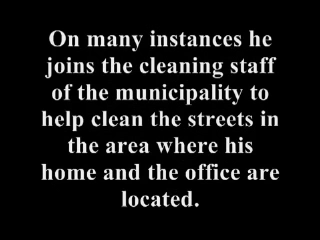 On many instances he
joins the cleaning staff
of the municipality to
help clean the streets in
the area where his
home and the office are
located.